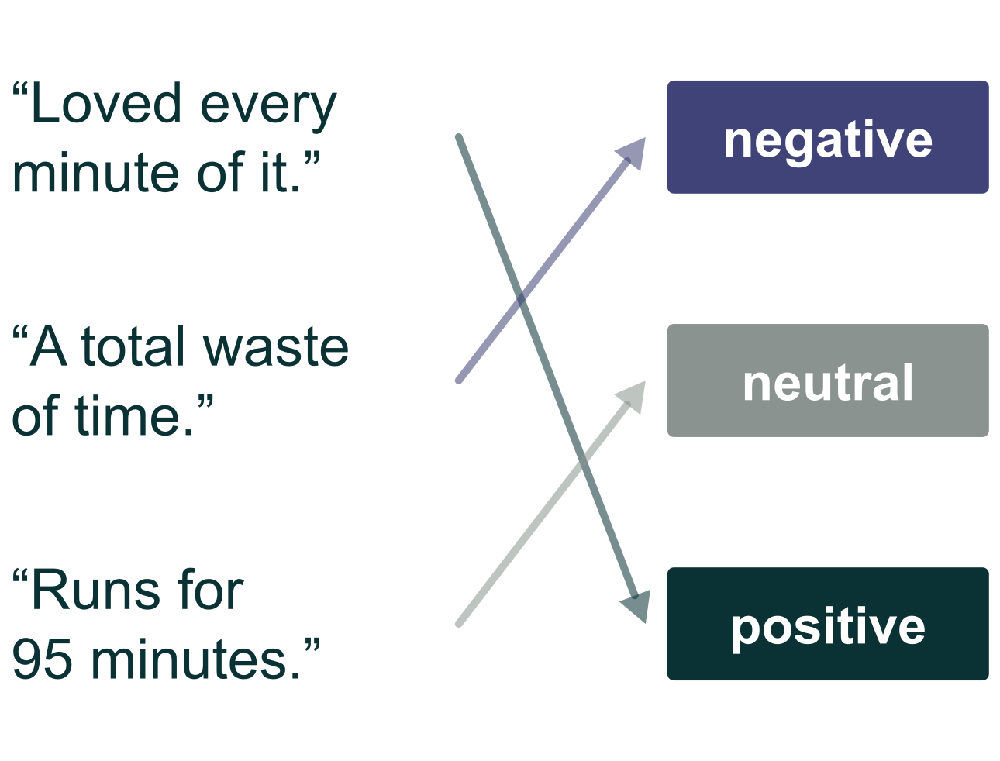 “Loved every
minute of it.”
negative
“A total waste
of time.”
neutral
“Runs for
95 minutes.”
positive